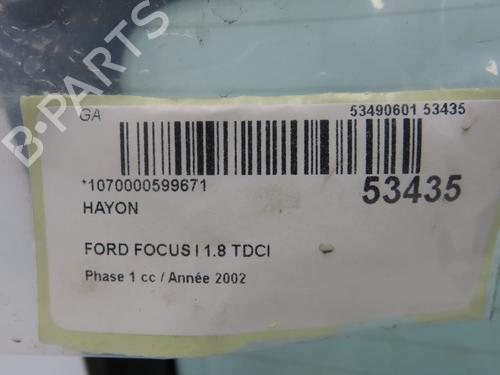 GA
53490601 53435
*1070000599671
53435
HAYON
FORD FOCUS I 1.8 TDCI
Phase 1 cc / Année 2002
B-Parts